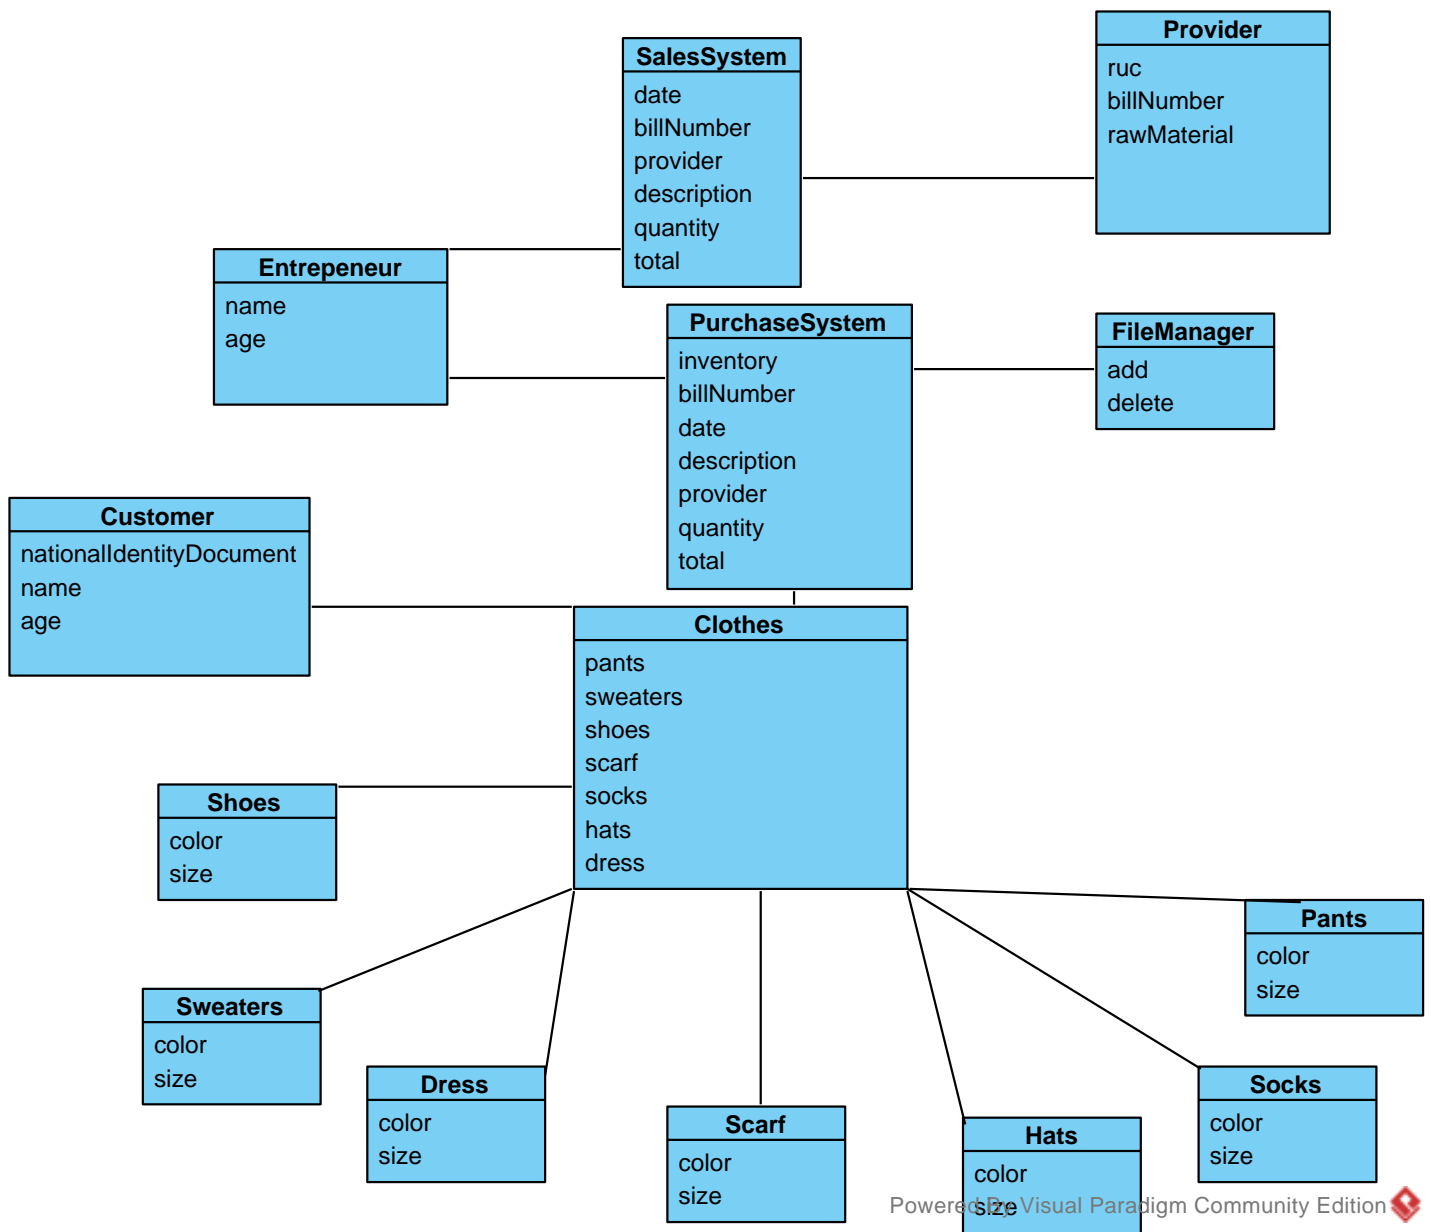 Provider
ruc
billNumber
rawMaterial
SalesSystem
date
billNumber
provider
description
quantity
total
Entrepeneur
name
age
PurchaseSystem
inventory
billNumber
date
description
provider
quantity
total
FileManager
add
delete
Customer
nationalIdentityDocument
name
age
Clothes
pants
sweaters
shoes
scarf
socks
hats
dress
Shoes
color
size
Pants
color
size
Sweaters
color
size
Dress
color
size
Scarf
color
size
Hats
color
size
Socks
color
size
Powered By Visual Paradigm Community Edition